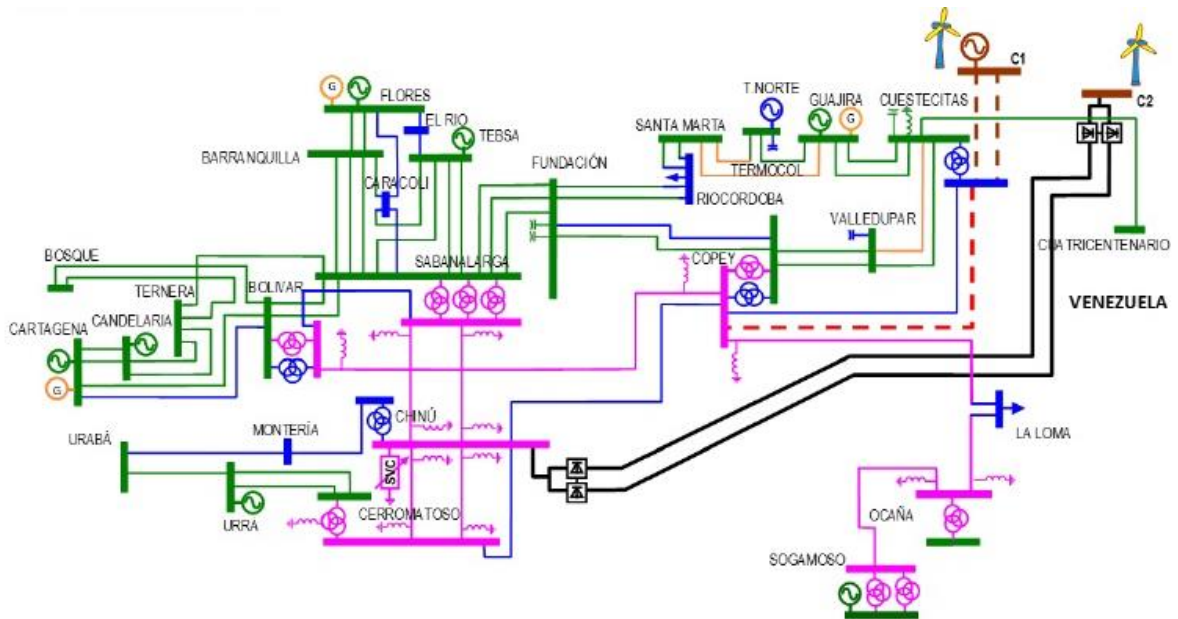 C1
C2
FLORES
G
EL RIO
TEBSA
T.NORTE
GUAJIRA
G
CUESTECITAS
SANTA MARTA
BARRANQUILLA
FUNDACIÓN
TERMOCOL
CARACOLI
RIOCORDOBA
VALLEDUPAR
CUATRICENTENARIO
BOSQUE
SABANALARGA
COPEY
TERNERA
BOLIVAR
VENEZUELA
CARTAGENA
CANDELARIA
G
CHINÚ
URABÀ
MONTERÍA
LA LOMA
SVC
URRA
CERROMATOSO
OCAÑA
SOGAMOSO